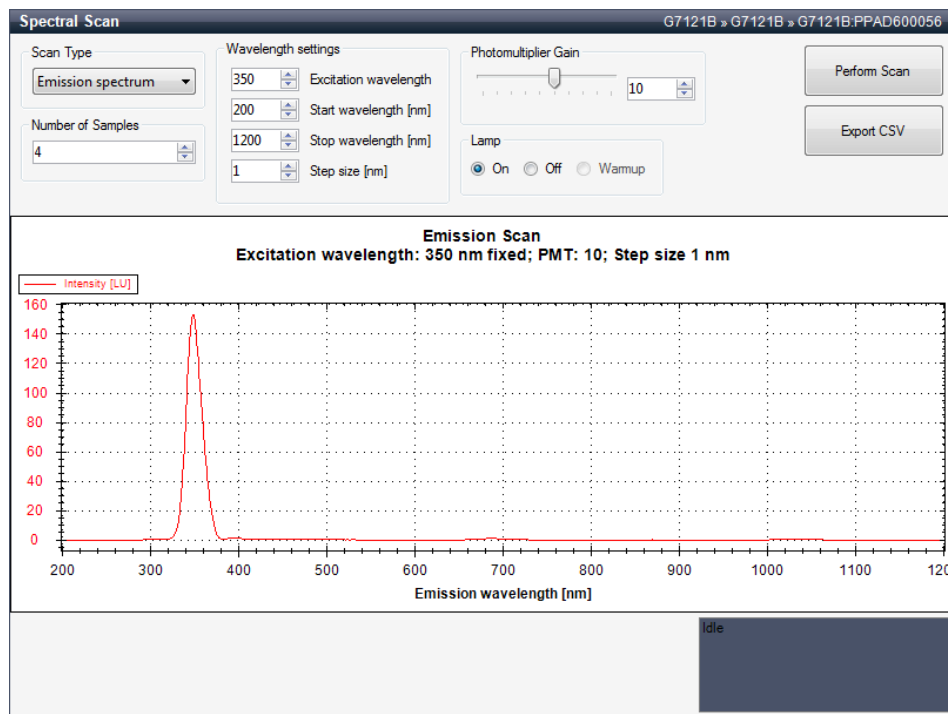 Spectral Scan
G7121B » G7121B » G7121B:PPAD600056
Scan Type
Emission spectrum
Number of Samples
4
Wavelength settings
350 Excitation wavelength
200 Start wavelength [nm]
1200 Stop wavelength [nm]
1 Step size [nm]
Photomultiplier Gain
10
Lamp
On Off Warmup
Perform Scan
Export CSV
Emission Scan
Excitation wavelength: 350 nm fixed; PMT: 10; Step size 1 nm
Intensity [LU]
160
140
120
100
80
60
40
20
0
200 300 400 500 600 700 800 900 1000 1100 120
Emission wavelength [nm]
Idle